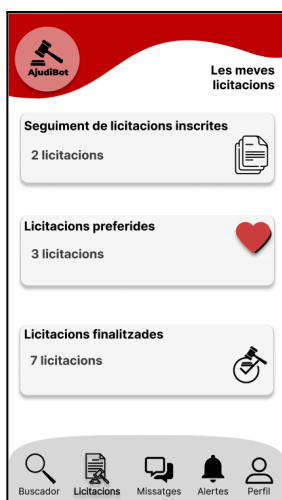 AjudiBot
Les meves
licitacions
Seguiment de licitacions inscrites
2 licitacions
Licitacions preferides
3 licitacions
Licitacions finalitzades
7 licitacions
Buscador Licitacions Missatges Alertes Perfil